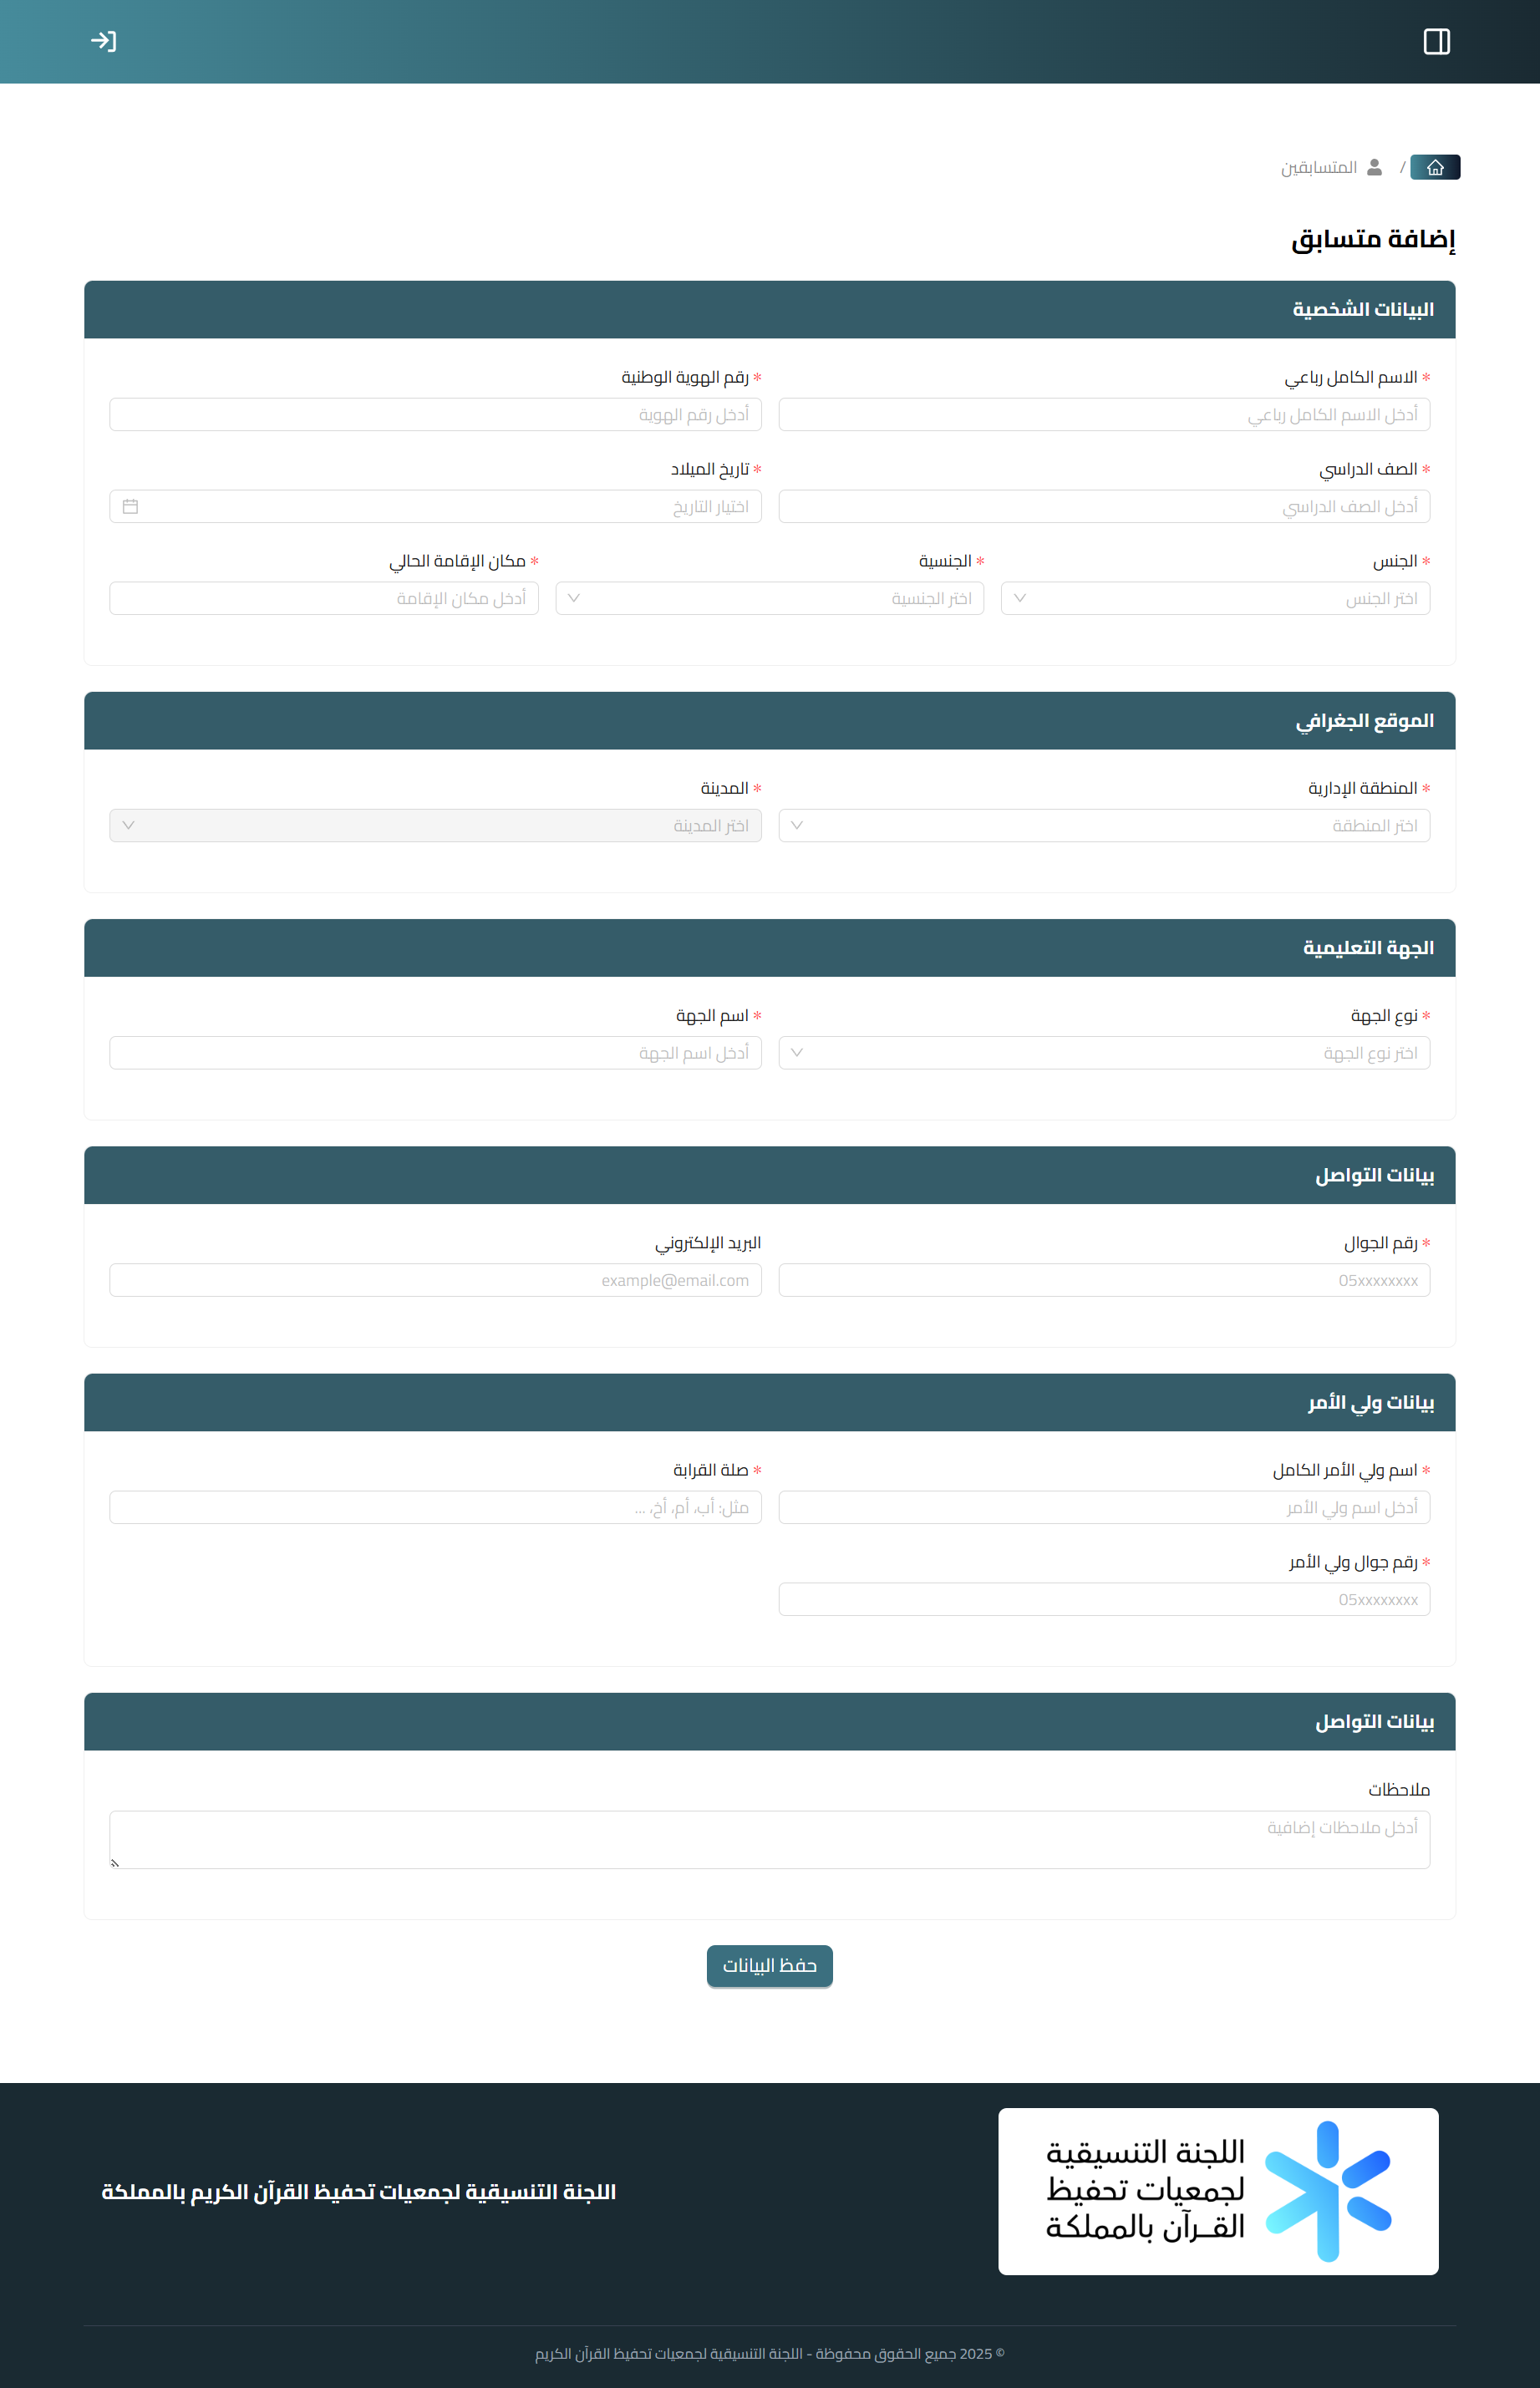 / المتسابقين
إضافة متسابق
البيانات الشخصية
* الاسم الكامل رباعي
أدخل الاسم الكامل رباعي
* رقم الهوية الوطنية
أدخل رقم الهوية
* الصف الدراسي
أدخل الصف الدراسي
* تاريخ الميلاد
اختيار التاريخ
* الجنس
اختر الجنس
* الجنسية
اختر الجنسية
* مكان الإقامة الحالي
أدخل مكان الإقامة
الموقع الجغرافي
* المنطقة الإدارية
اختر المنطقة
* المدينة
اختر المدينة
الجهة التعليمية
* نوع الجهة
اختر نوع الجهة
* اسم الجهة
أدخل اسم الجهة
بيانات التواصل
* رقم الجوال
05xxxxxxxx
البريد الإلكتروني
example@email.com
بيانات ولي الأمر
* اسم ولي الأمر الكامل
أدخل اسم ولي الأمر
* صلة القرابة
مثل: أب، أم، أخ، ...
* رقم جوال ولي الأمر
05xxxxxxxx
بيانات التواصل
ملاحظات
أدخل ملاحظات إضافية
حفظ البيانات
اللجنة التنسيقية
لجمعيات تحفيظ
القــرآن بالمملكة
اللجنة التنسيقية لجمعيات تحفيظ القرآن الكريم بالمملكة
© 2025 جميع الحقوق محفوظة - اللجنة التنسيقية لجمعيات تحفيظ القرآن الكريم